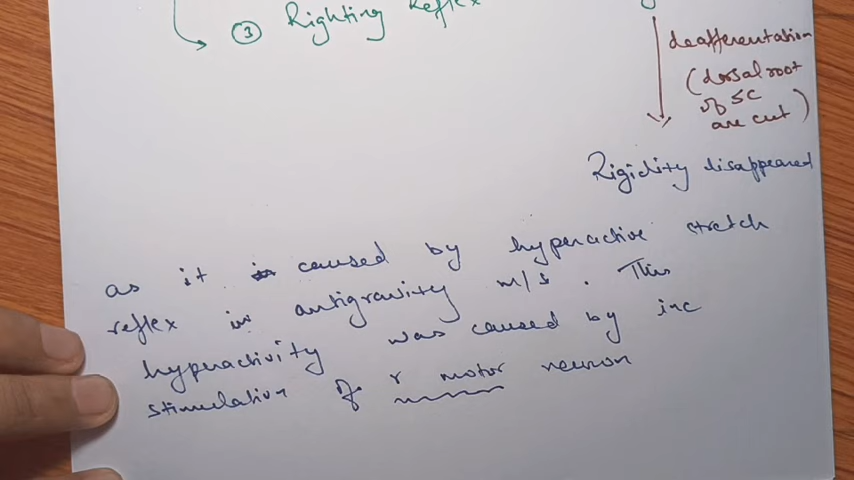 ③ Righting Reflex
deafferentation
(dorsal root
of SC
are cut)
Rigidity disappeared
as it caused by hyperactive stretch
reflex in antigravity m/s. This
hyperactivity was caused by inc
stimulation of r motor neuron